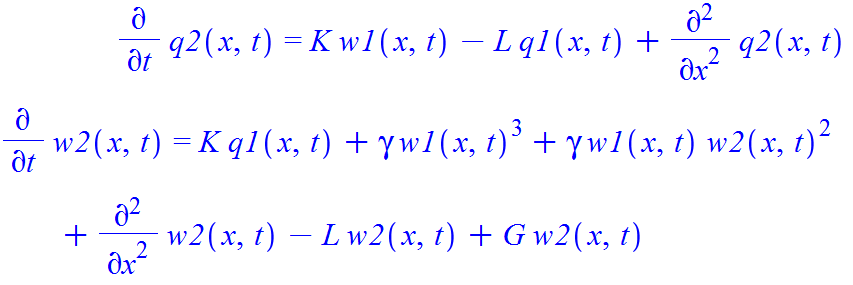 ∂/∂t q2(x, t) = K w1(x, t) − L q1(x, t) + ∂²/∂x² q2(x, t)
∂/∂t w2(x, t) = K q1(x, t) + γ w1(x, t)³ + γ w1(x, t) w2(x, t)²
+ ∂²/∂x² w2(x, t) − L w2(x, t) + G w2(x, t)